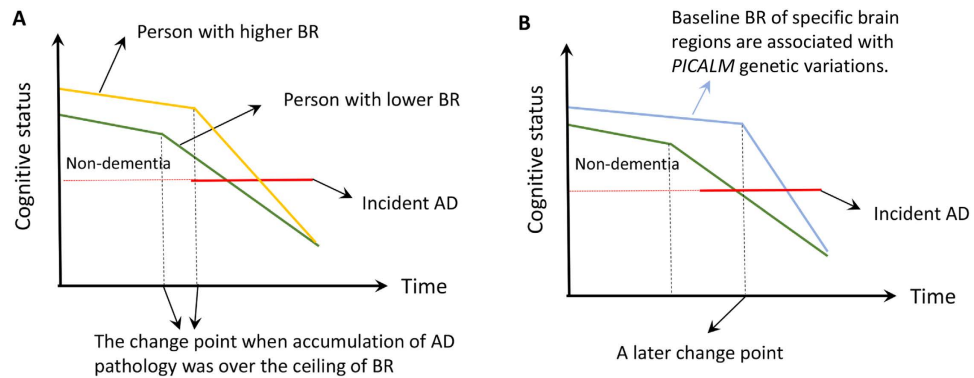 A
Person with higher BR
Person with lower BR
Cognitive status
Non-dementia
Incident AD
Time
The change point when accumulation of AD
pathology was over the ceiling of BR
B
Baseline BR of specific brain
regions are associated with
PICALM genetic variations.
Cognitive status
Non-dementia
Incident AD
Time
A later change point